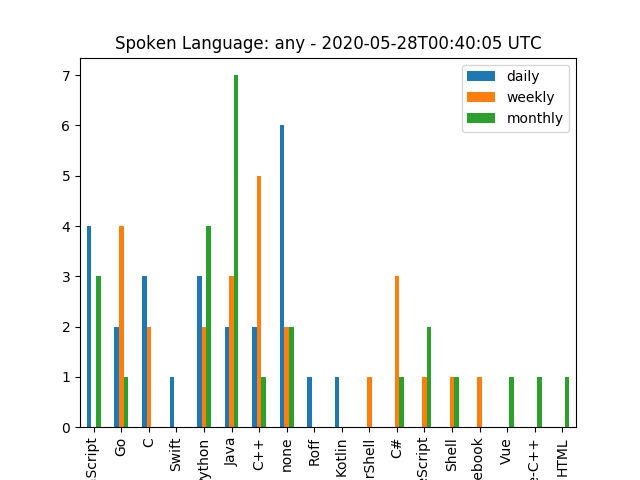 Spoken Language: any - 2020-05-28T00:40:05 UTC
daily
weekly
monthly
7
6
5
4
3
2
1
0
Script
Go
C
Swift
ython
Java
C++
none
Roff
Kotlin
rShell
C#
eScript
Shell
ebook
Vue
e-C++
HTML